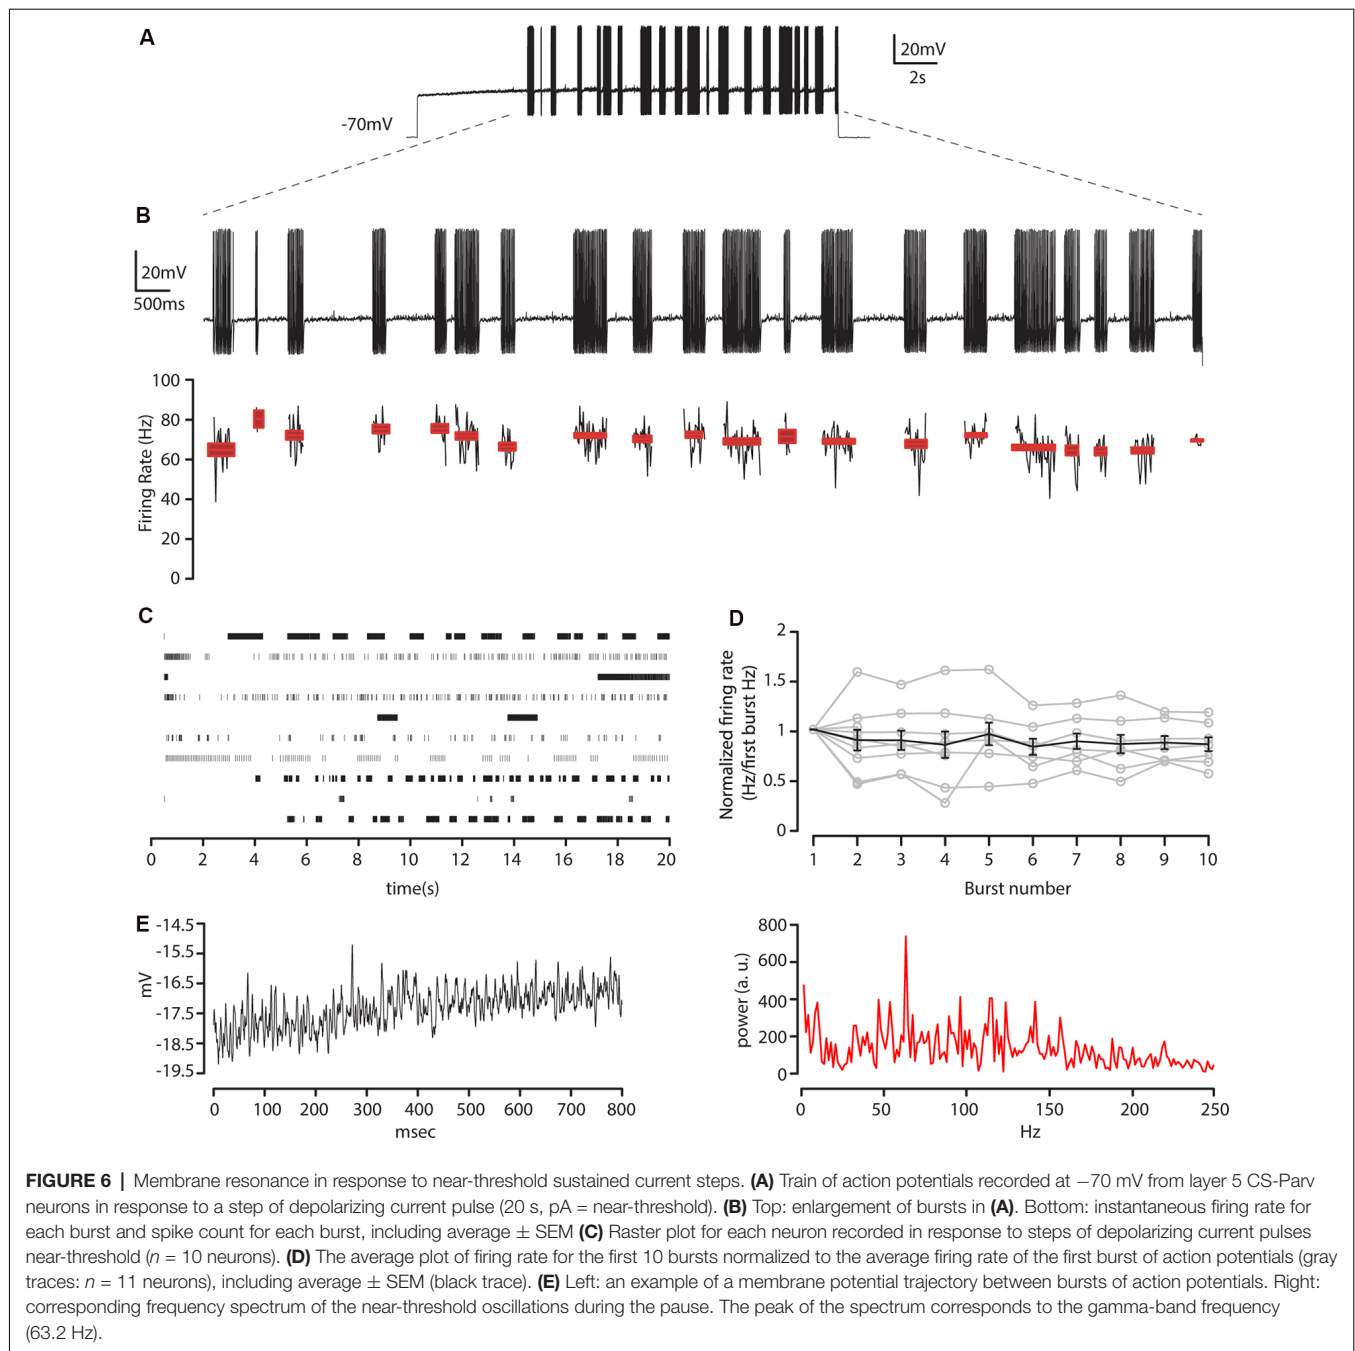 A
20mV
2s
-70mV
B
20mV
500ms
Firing Rate (Hz)
100
80
60
40
20
0
C
0 2 4 6 8 10 12 14 16 18 20
time(s)
D
Normalized firing rate
(Hz/first burst Hz)
2
1.5
1
0.5
0
1 2 3 4 5 6 7 8 9 10
Burst number
E
mV
-14.5
-15.5
-16.5
-17.5
-18.5
-19.5
0 100 200 300 400 500 600 700 800
msec
power (a. u.)
800
600
400
200
0
0 50 100 150 200 250
Hz
FIGURE 6 | Membrane resonance in response to near-threshold sustained current steps. (A) Train of action potentials recorded at −70 mV from layer 5 CS-Parv
neurons in response to a step of depolarizing current pulse (20 s, pA = near-threshold). (B) Top: enlargement of bursts in (A). Bottom: instantaneous firing rate for
each burst and spike count for each burst, including average ± SEM (C) Raster plot for each neuron recorded in response to steps of depolarizing current pulses
near-threshold (n = 10 neurons). (D) The average plot of firing rate for the first 10 bursts normalized to the average firing rate of the first burst of action potentials (gray
traces: n = 11 neurons), including average ± SEM (black trace). (E) Left: an example of a membrane potential trajectory between bursts of action potentials. Right:
corresponding frequency spectrum of the near-threshold oscillations during the pause. The peak of the spectrum corresponds to the gamma-band frequency
(63.2 Hz).